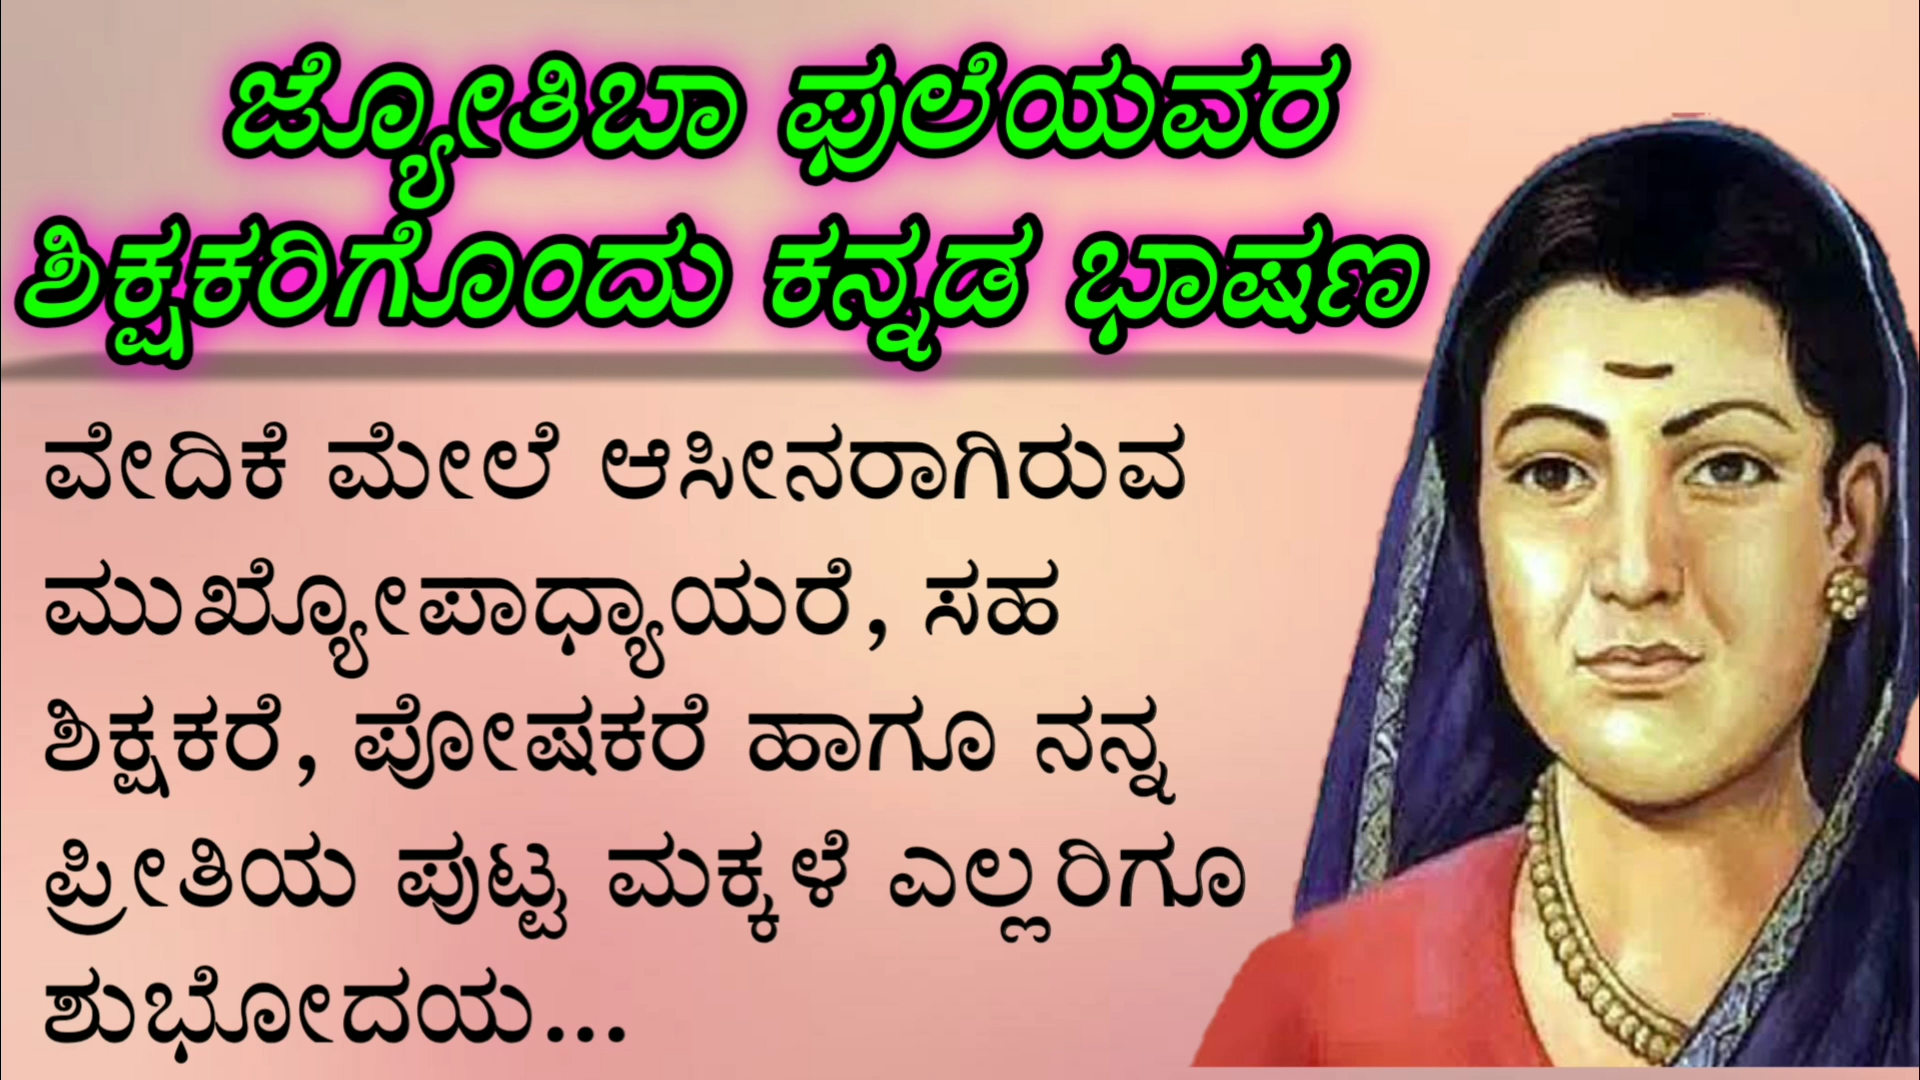 ಜ್ಯೋತಿಬಾ ಫುಲೆಯವರ
ಶಿಕ್ಷಕರಿಗೊಂದು ಕನ್ನಡ ಭಾಷಣ
ವೇದಿಕೆ ಮೇಲೆ ಆಸೀನರಾಗಿರುವ
ಮುಖ್ಯೋಪಾಧ್ಯಾಯರೆ, ಸಹ
ಶಿಕ್ಷಕರೆ, ಪೋಷಕರೆ ಹಾಗೂ ನನ್ನ
ಪ್ರೀತಿಯ ಪುಟ್ಟ ಮಕ್ಕಳೆ ಎಲ್ಲರಿಗೂ
ಶುಭೋದಯ...